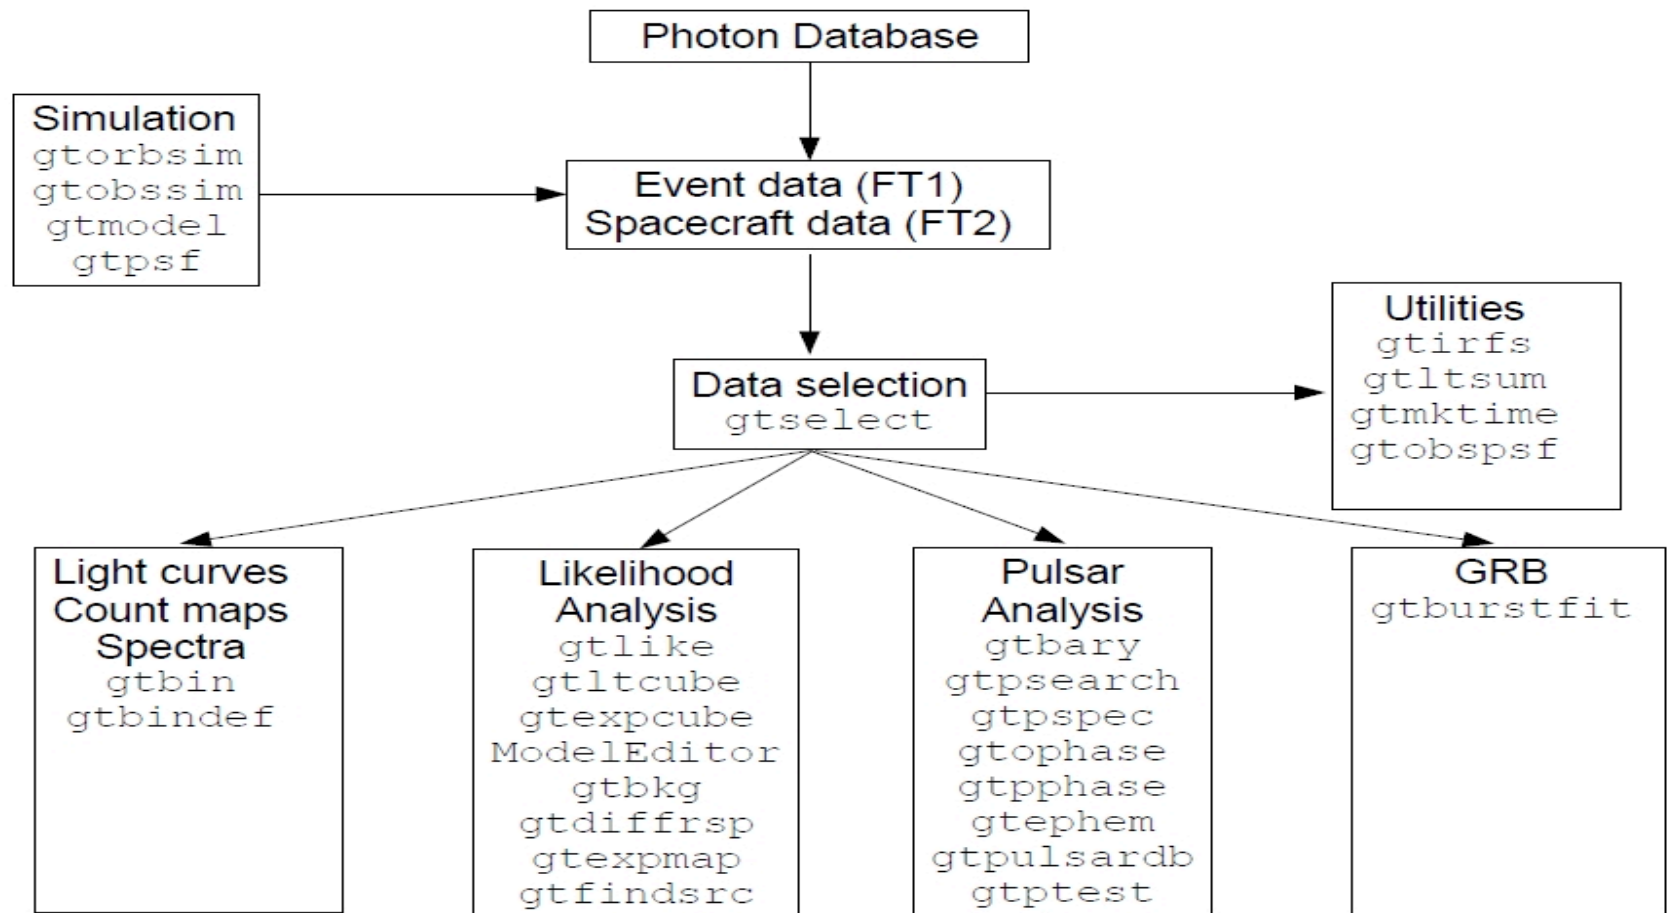 Photon Database
Simulation
gtorbsim
gtobssim
gtmodel
gtpsf
Event data (FT1)
Spacecraft data (FT2)
Utilities
gtirfs
gtltsum
gtmktime
gtobspsf
Data selection
gtselect
Light curves
Count maps
Spectra
gtbin
gtbindef
Likelihood
Analysis
gtlike
gtltcube
gtexpcube
ModelEditor
gtbkg
gtdiffrsp
gtexpmap
gtfindsrc
Pulsar
Analysis
gtbary
gtpsearch
gtpspec
gtophase
gtpphase
gtephem
gtpulsardb
gtptest
GRB
gtburstfit